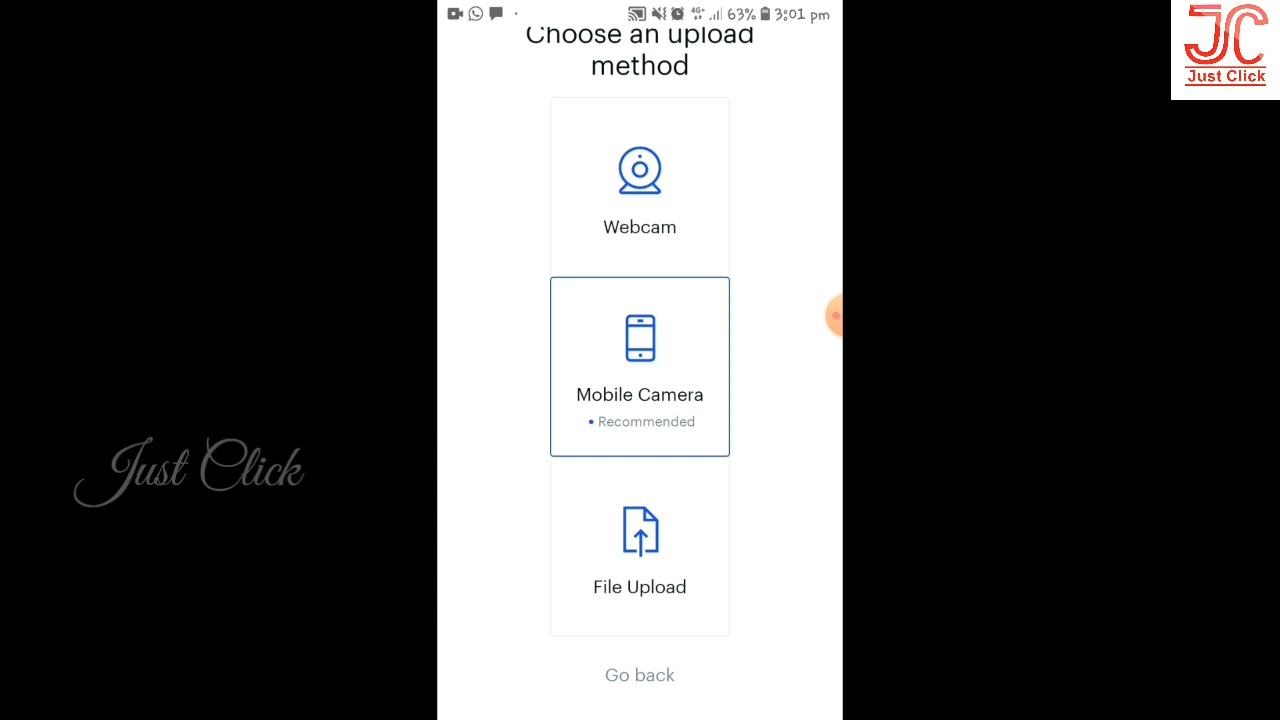 4G+ 63% 3:01 pm
JC
Just Click
Choose an upload
method
Webcam
Mobile Camera
• Recommended
Just Click
File Upload
Go back